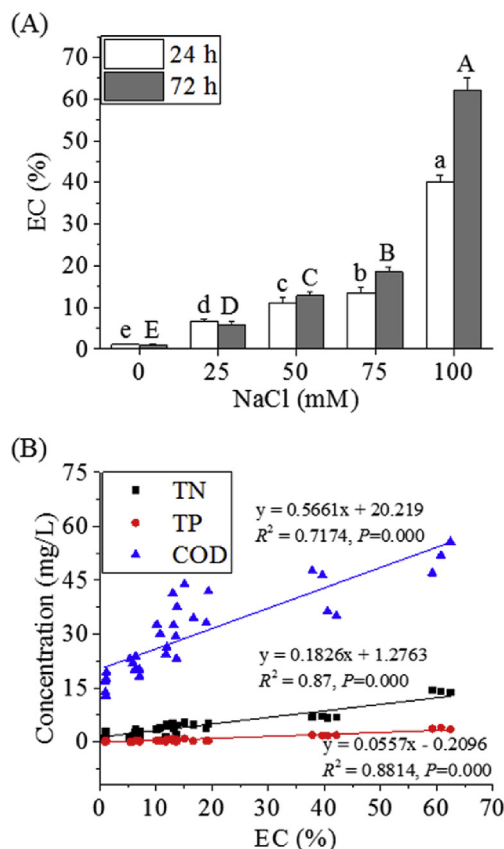 (A)
24 h
72 h
EC (%)
70
60
50
40
30
20
10
0
e E
d D
c C
b B
a A
0 25 50 75 100
NaCl (mM)
(B)
TN
TP
COD
Concentration (mg/L)
75
60
45
30
15
0
y = 0.5661x + 20.219
R² = 0.7174, P=0.000
y = 0.1826x + 1.2763
R² = 0.87, P=0.000
y = 0.0557x - 0.2096
R² = 0.8814, P=0.000
0 10 20 30 40 50 60 70
EC (%)